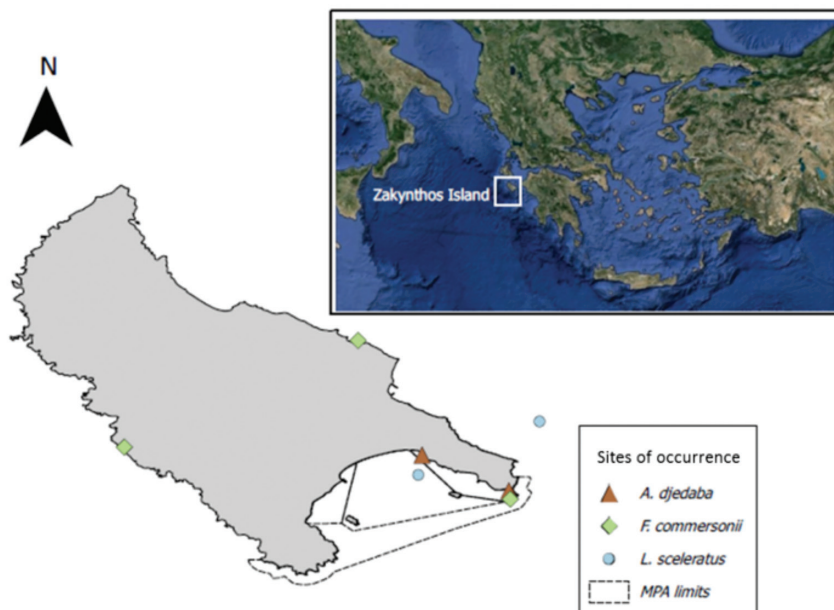 N
Zakynthos Island
Sites of occurrence
A. djedaba
F. commersonii
L. sceleratus
MPA limits